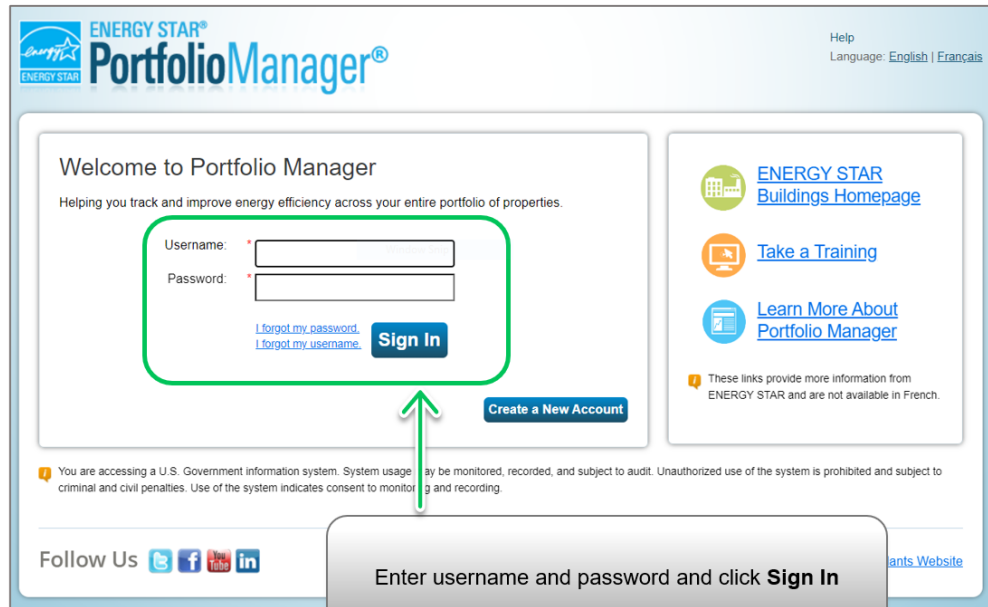 ENERGY STAR®
PortfolioManager®
energy
ENERGY STAR
Help
Language: English | Français
Welcome to Portfolio Manager
Helping you track and improve energy efficiency across your entire portfolio of properties.
Username: *
Password: *
I forgot my password.
I forgot my username.
Sign In
Create a New Account
ENERGY STAR
Buildings Homepage
Take a Training
Learn More About
Portfolio Manager
These links provide more information from
ENERGY STAR and are not available in French.
You are accessing a U.S. Government information system. System usage may be monitored, recorded, and subject to audit. Unauthorized use of the system is prohibited and subject to
criminal and civil penalties. Use of the system indicates consent to monitoring and recording.
Follow Us
You
Tube
in
Website
Enter username and password and click Sign In